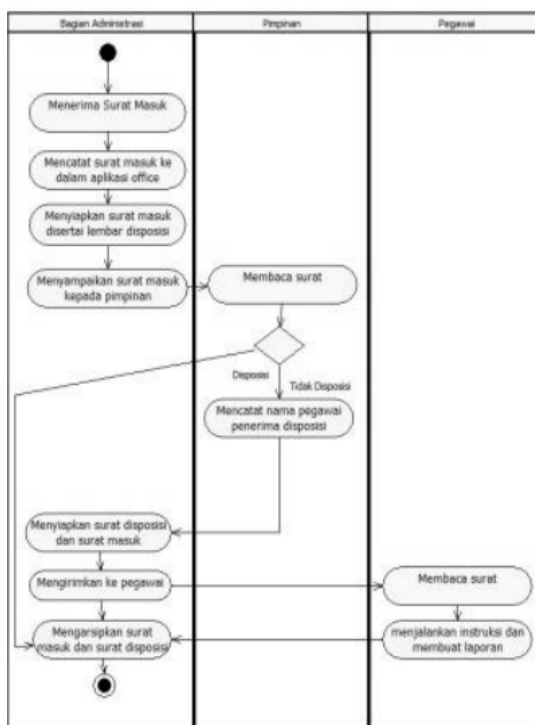 Bagian Administrasi
Pimpinan
Pegawai
Menerima Surat Masuk
Mencatat surat masuk ke
dalam aplikasi office
Menyiapkan surat masuk
disertai lembar disposisi
Menyampaikan surat masuk
kepada pimpinan
Membaca surat
Disposisi
Tidak Disposisi
Mencatat nama pegawai
penerima disposisi
Menyiapkan surat disposisi
dan surat masuk
Mengirimkan ke pegawai
Membaca surat
Mengarsipkan surat
masuk dan surat disposisi
menjalankan instruksi dan
membuat laporan